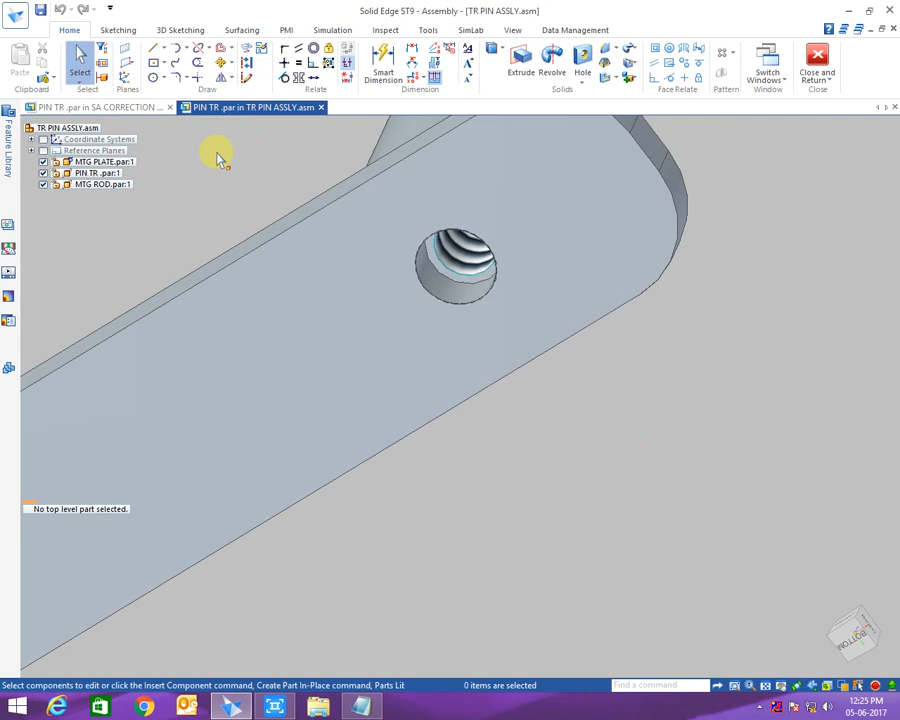 Solid Edge ST9 - Assembly - [TR PIN ASSLY.asm]
Home Sketching 3D Sketching Surfacing PMI Simulation Inspect Tools SimLab View Data Management
Paste Select Smart Dimension Extrude Revolve Hole Switch Windows Close and Return
Clipboard Select Planes Draw Relate Dimension Solids Face Relate Pattern Window Close
PIN TR .par in SA CORRECTION ... PIN TR .par in TR PIN ASSLY.asm
Feature Library
TR PIN ASSLY.asm
Coordinate Systems
Reference Planes
MTG PLATE.par:1
PIN TR .par:1
MTG ROD.par:1
No top level part selected.
BOTTOM
Select components to edit or click the Insert Component command, Create Part In-Place command, Parts Lit 0 items are selected Find a command
12:25 PM
05-06-2017